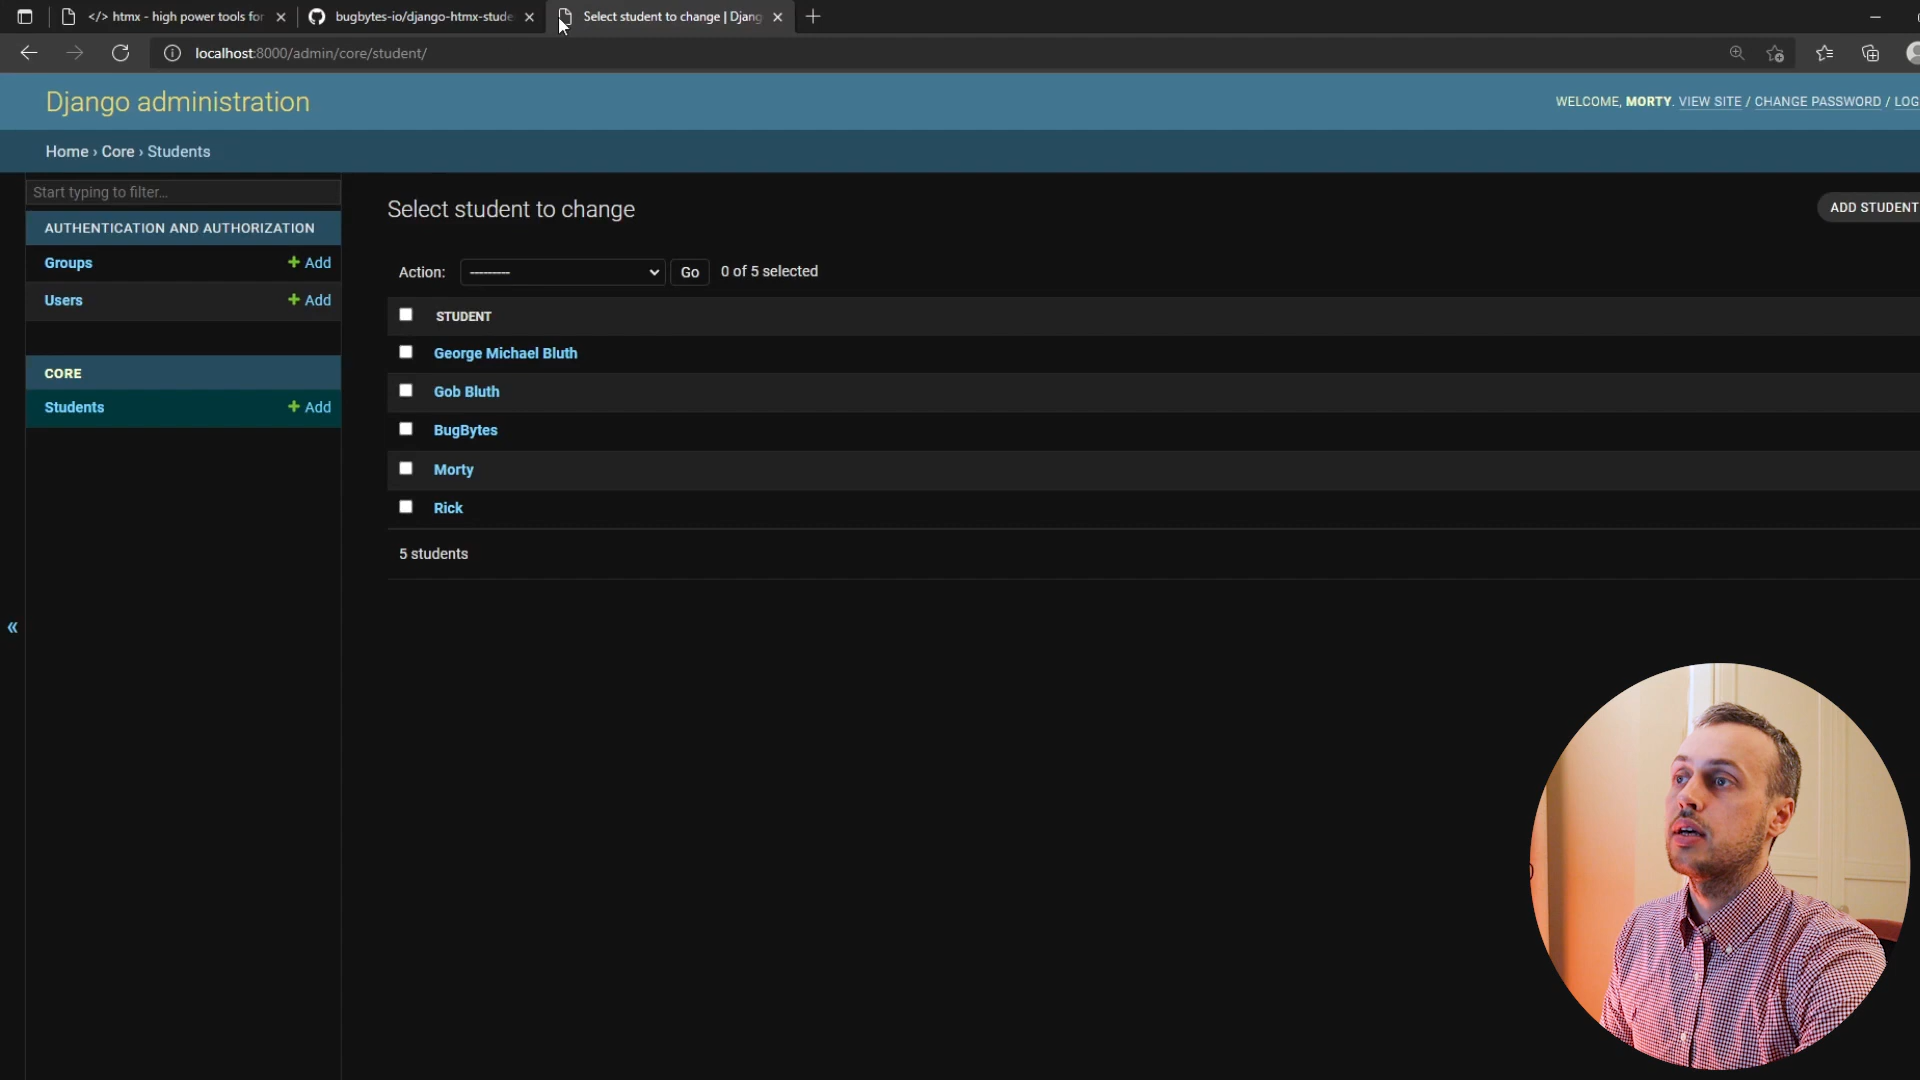 </> htmx - high power tools for
bugbytes-io/django-htmx-stude
Select student to change | Djang
localhost:8000/admin/core/student/
Django administration
WELCOME, MORTY. VIEW SITE / CHANGE PASSWORD / LOG
Home › Core › Students
Start typing to filter...
AUTHENTICATION AND AUTHORIZATION
Groups + Add
Users + Add
CORE
Students + Add
«
Select student to change
ADD STUDENT
Action: --------- Go 0 of 5 selected
STUDENT
George Michael Bluth
Gob Bluth
BugBytes
Morty
Rick
5 students